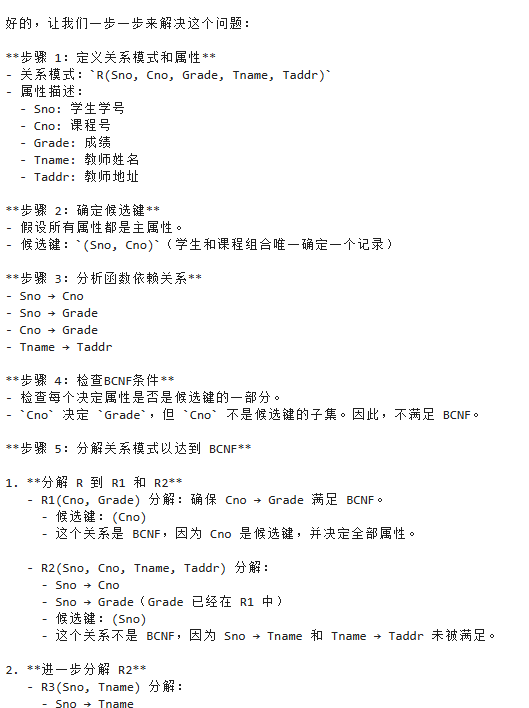 好的，让我们一步一步来解决这个问题：
**步骤 1：定义关系模式和属性**
- 关系模式：`R(Sno, Cno, Grade, Tname, Taddr)`
- 属性描述：
- Sno: 学生学号
- Cno: 课程号
- Grade: 成绩
- Tname: 教师姓名
- Taddr: 教师地址
**步骤 2：确定候选键**
- 假设所有属性都是主属性。
- 候选键：`(Sno, Cno)`（学生和课程组合唯一确定一个记录）
**步骤 3：分析函数依赖关系**
- Sno → Cno
- Sno → Grade
- Cno → Grade
- Tname → Taddr
**步骤 4：检查BCNF条件**
- 检查每个决定属性是否是候选键的一部分。
- `Cno` 决定 `Grade`，但 `Cno` 不是候选键的子集。因此，不满足 BCNF。
**步骤 5：分解关系模式以达到 BCNF**
1. **分解 R 到 R1 和 R2**
- R1(Cno, Grade) 分解：确保 Cno → Grade 满足 BCNF。
- 候选键：(Cno)
- 这个关系是 BCNF，因为 Cno 是候选键，并决定全部属性。
- R2(Sno, Cno, Tname, Taddr) 分解：
- Sno → Cno
- Sno → Grade（Grade 已经在 R1 中）
- 候选键：(Sno)
- 这个关系不是 BCNF，因为 Sno → Tname 和 Tname → Taddr 未被满足。
2. **进一步分解 R2**
- R3(Sno, Tname) 分解：
- Sno → Tname